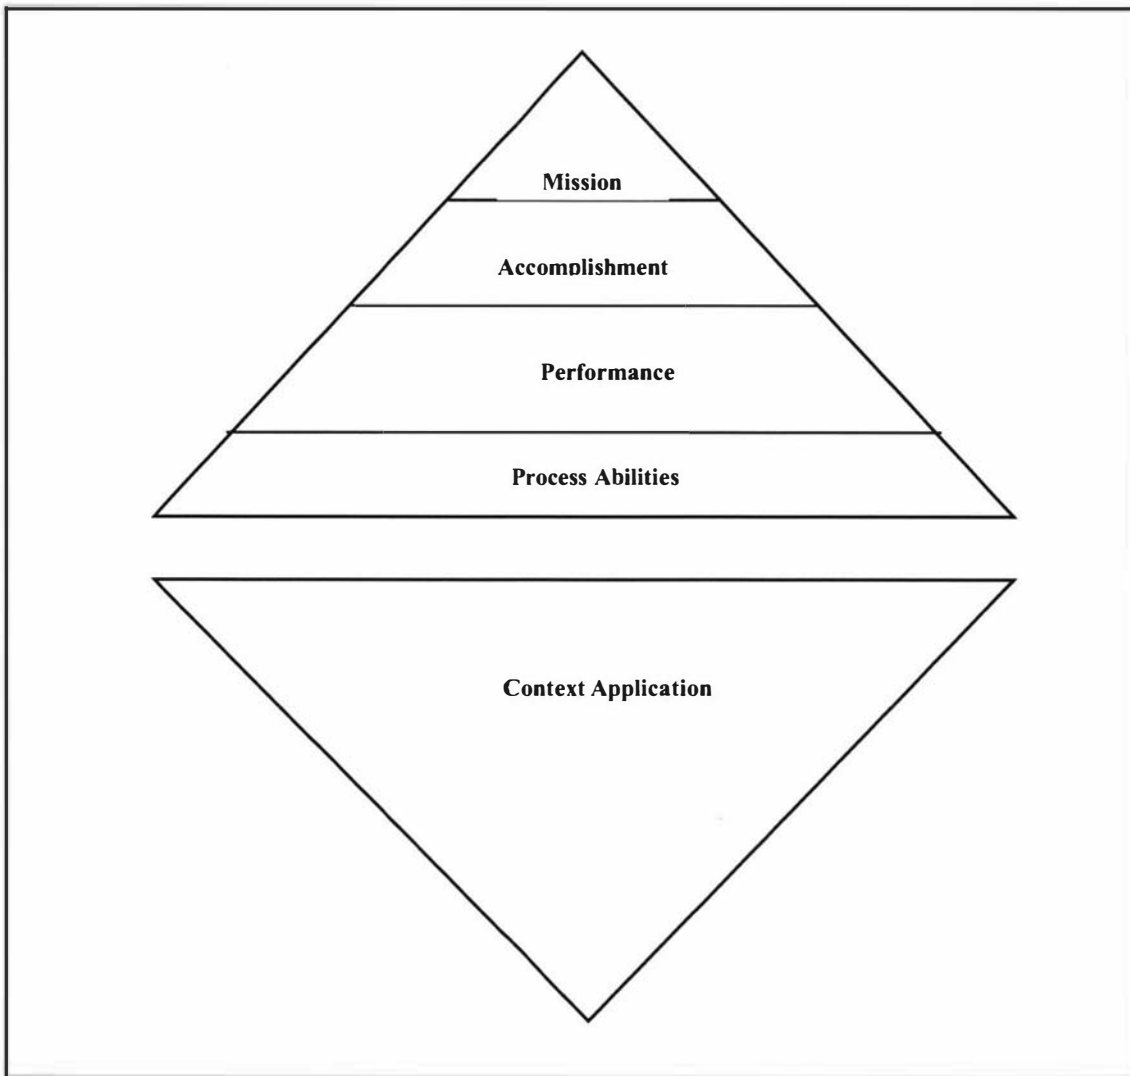 Mission
Accomplishment
Performance
Process Abilities
Context Application